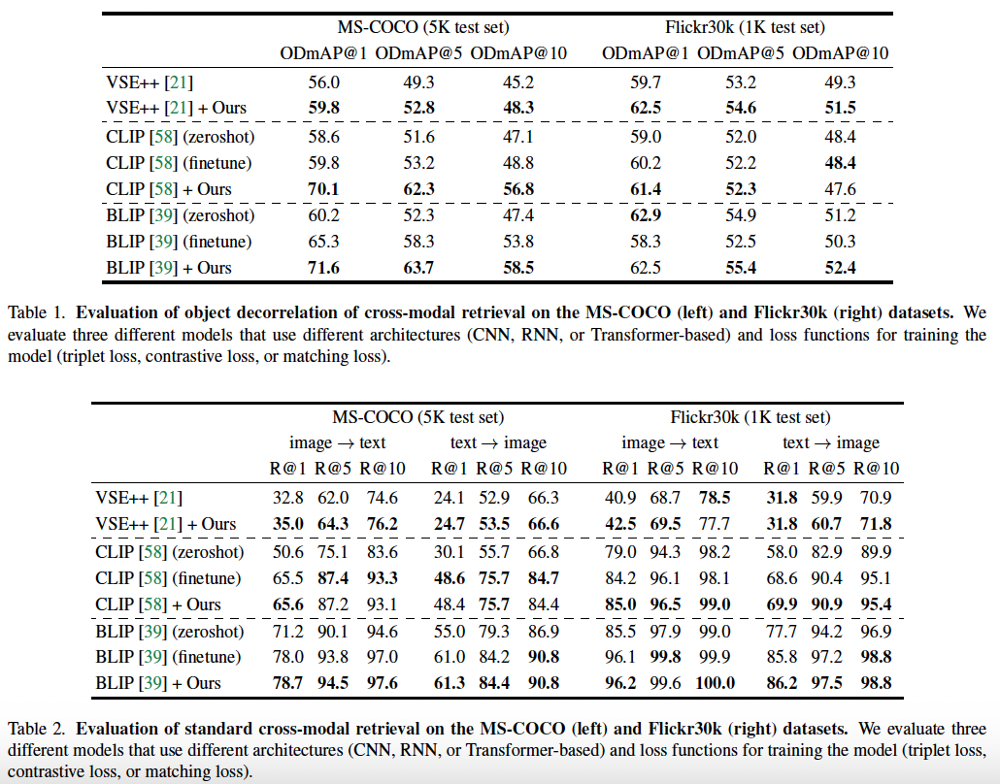 MS-COCO (5K test set) Flickr30k (1K test set)
ODmAP@1 ODmAP@5 ODmAP@10 ODmAP@1 ODmAP@5 ODmAP@10
VSE++ [21] 56.0 49.3 45.2 59.7 53.2 49.3
VSE++ [21] + Ours 59.8 52.8 48.3 62.5 54.6 51.5
CLIP [58] (zeroshot) 58.6 51.6 47.1 59.0 52.0 48.4
CLIP [58] (finetune) 59.8 53.2 48.8 60.2 52.2 48.4
CLIP [58] + Ours 70.1 62.3 56.8 61.4 52.3 47.6
BLIP [39] (zeroshot) 60.2 52.3 47.4 62.9 54.9 51.2
BLIP [39] (finetune) 65.3 58.3 53.8 58.3 52.5 50.3
BLIP [39] + Ours 71.6 63.7 58.5 62.5 55.4 52.4
Table 1. Evaluation of object decorrelation of cross-modal retrieval on the MS-COCO (left) and Flickr30k (right) datasets. We
evaluate three different models that use different architectures (CNN, RNN, or Transformer-based) and loss functions for training the
model (triplet loss, contrastive loss, or matching loss).
MS-COCO (5K test set) Flickr30k (1K test set)
image → text text → image image → text text → image
R@1 R@5 R@10 R@1 R@5 R@10 R@1 R@5 R@10 R@1 R@5 R@10
VSE++ [21] 32.8 62.0 74.6 24.1 52.9 66.3 40.9 68.7 78.5 31.8 59.9 70.9
VSE++ [21] + Ours 35.0 64.3 76.2 24.7 53.5 66.6 42.5 69.5 77.7 31.8 60.7 71.8
CLIP [58] (zeroshot) 50.6 75.1 83.6 30.1 55.7 66.8 79.0 94.3 98.2 58.0 82.9 89.9
CLIP [58] (finetune) 65.5 87.4 93.3 48.6 75.7 84.7 84.2 96.1 98.1 68.6 90.4 95.1
CLIP [58] + Ours 65.6 87.2 93.1 48.4 75.7 84.4 85.0 96.5 99.0 69.9 90.9 95.4
BLIP [39] (zeroshot) 71.2 90.1 94.6 55.0 79.3 86.9 85.5 97.9 99.0 77.7 94.2 96.9
BLIP [39] (finetune) 78.0 93.8 97.0 61.0 84.2 90.8 96.1 99.8 99.9 85.8 97.2 98.8
BLIP [39] + Ours 78.7 94.5 97.6 61.3 84.4 90.8 96.2 99.6 100.0 86.2 97.5 98.8
Table 2. Evaluation of standard cross-modal retrieval on the MS-COCO (left) and Flickr30k (right) datasets. We evaluate three
different models that use different architectures (CNN, RNN, or Transformer-based) and loss functions for training the model (triplet loss,
contrastive loss, or matching loss).